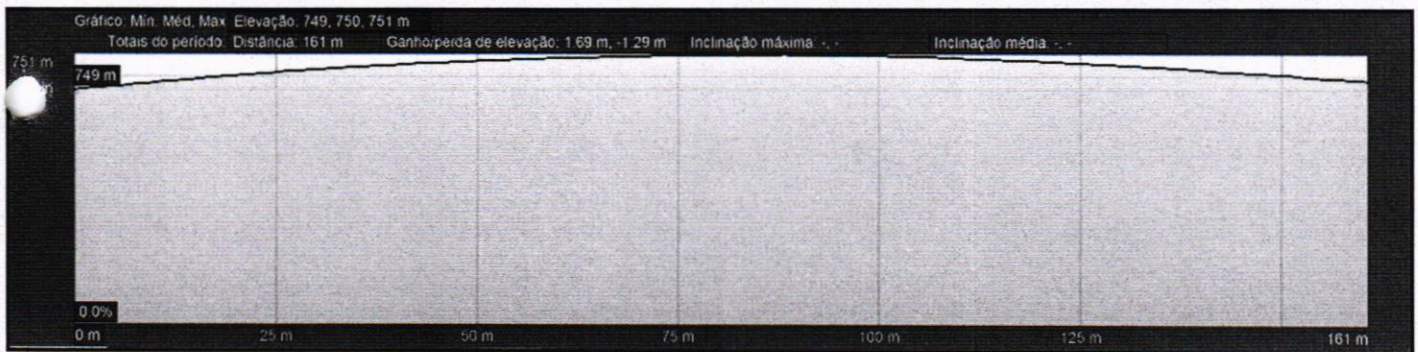 Gráfico: Mín. Méd, Max Elevação: 749, 750, 751 m
Totais do período: Distância: 161 m Ganho/perda de elevação: 1.69 m, -1.29 m Inclinação máxima: -, - Inclinação média: -, -
751 m
749 m
0.0%
0 m 25 m 50 m 75 m 100 m 125 m 161 m